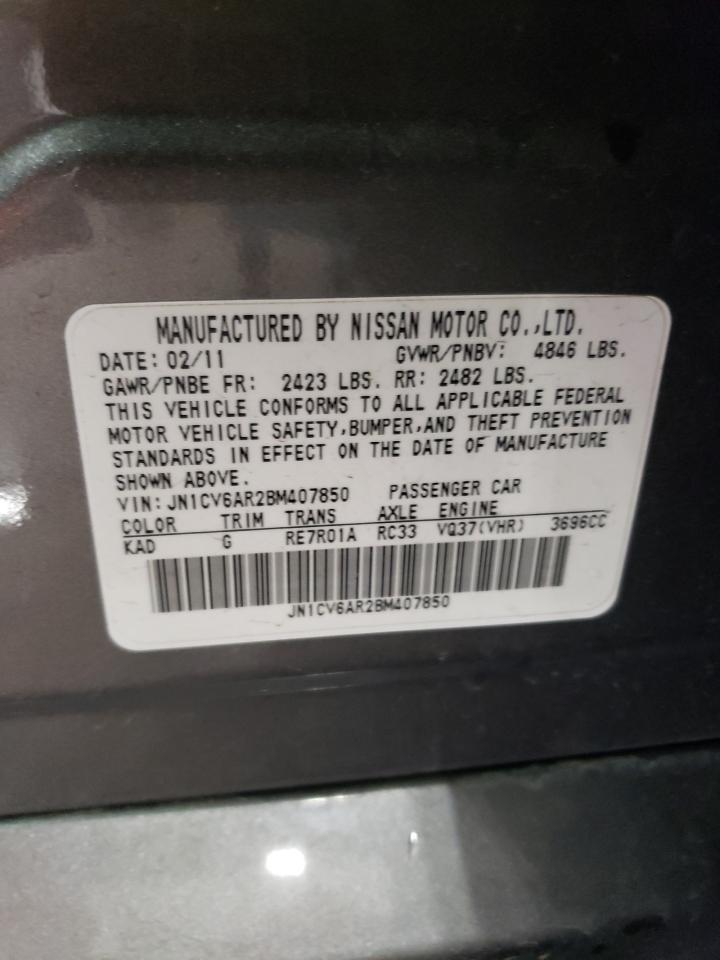 MANUFACTURED BY NISSAN MOTOR CO.,LTD.
DATE: 02/11 GVWR/PNBV: 4846 LBS.
GAWR/PNBE FR: 2423 LBS. RR: 2482 LBS.
THIS VEHICLE CONFORMS TO ALL APPLICABLE FEDERAL
MOTOR VEHICLE SAFETY,BUMPER,AND THEFT PREVENTION
STANDARDS IN EFFECT ON THE DATE OF MANUFACTURE
SHOWN ABOVE.
VIN: JN1CV6AR2BM407850 PASSENGER CAR
COLOR TRIM TRANS AXLE ENGINE
KAD G RE7R01A RC33 VQ37(VHR) 3696CC
JN1CV6AR2BM407850